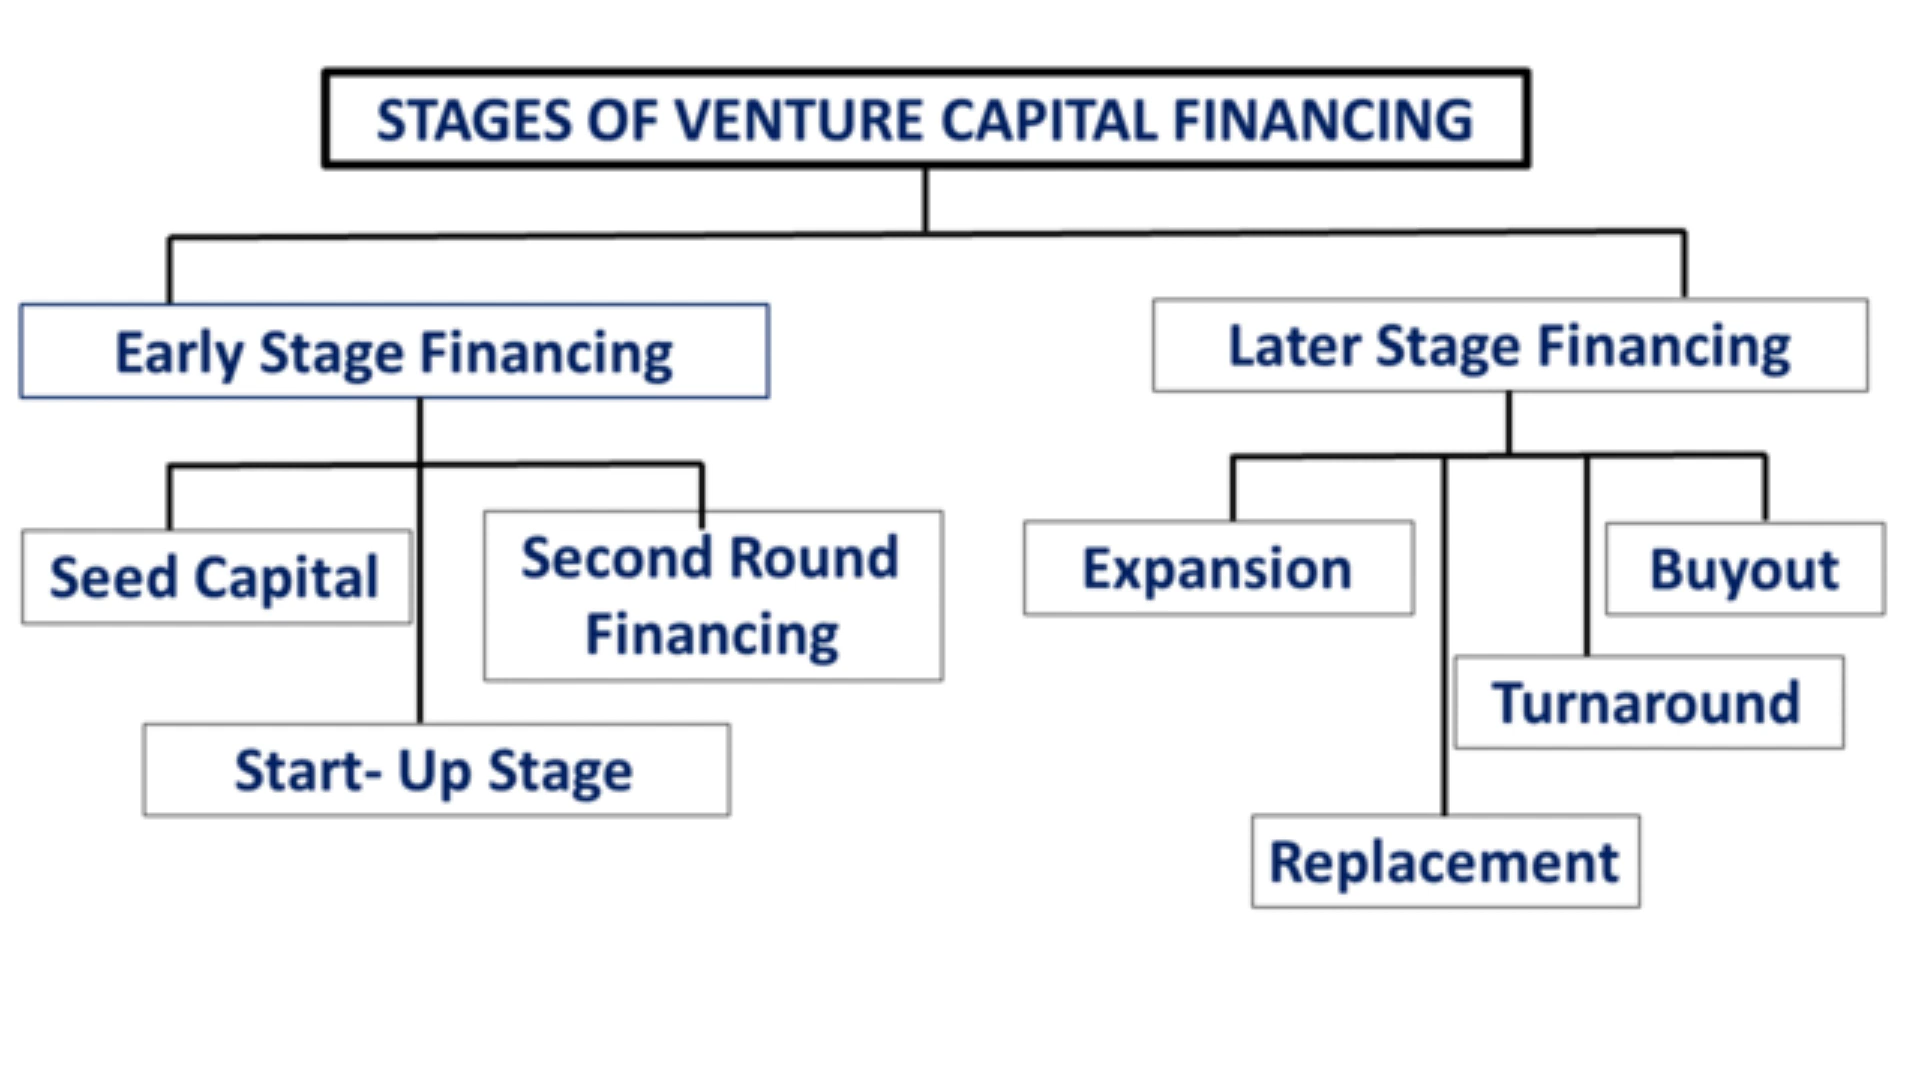 STAGES OF VENTURE CAPITAL FINANCING
Early Stage Financing
Later Stage Financing
Seed Capital
Second Round
Financing
Start- Up Stage
Expansion
Buyout
Turnaround
Replacement